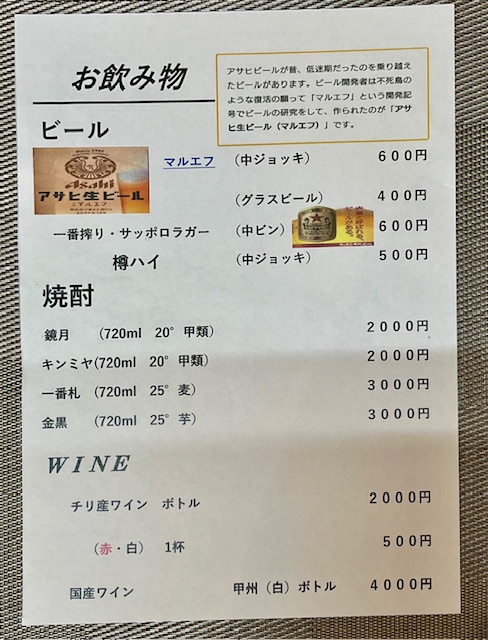 お飲み物
アサヒビールが昔、低迷期だったのを乗り越え
たビールがあります。ビール開発者は不死鳥の
ような復活の願って「マルエフ」という開発記
号でビールの研究をして、作られたのが「アサ
ヒ生ビール（マルエフ）」です。
ビール
Asahi
アサヒ生ビール
マルエフ
マルエフ （中ジョッキ） 600円
（グラスビール） 400円
一番搾り・サッポロラガー （中ビン） 600円
樽ハイ （中ジョッキ） 500円
焼酎
鏡月 (720ml 20°甲類） 2000円
キンミヤ(720ml 20°甲類） 2000円
一番札 (720ml 25°麦） 3000円
金黒 (720ml 25°芋） 3000円
WINE
チリ産ワイン ボトル 2000円
（赤・白） 1杯 500円
国産ワイン 甲州（白）ボトル 4000円